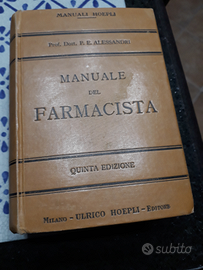 MANUALI HOEPLI
Prof. Dott. P. E. ALESSANDRI
MANUALE
DEL
FARMACISTA
QUINTA EDIZIONE
MILANO - ULRICO HOEPLI - EDITORE
subito